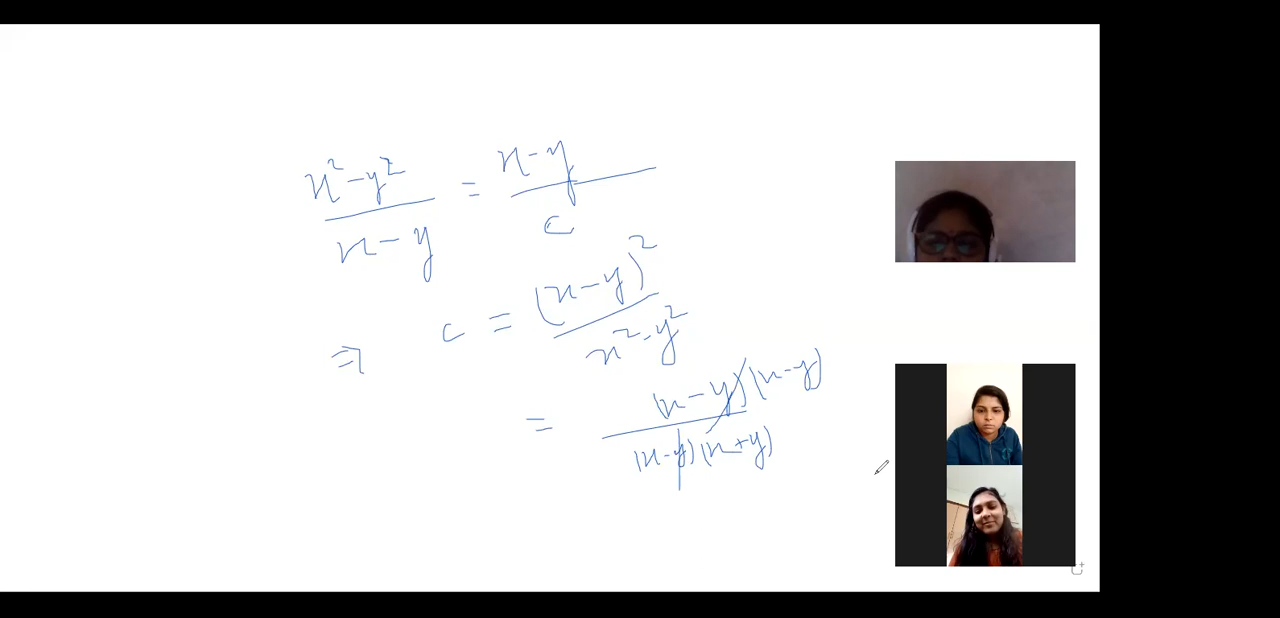 x²-y²/x-y = x-y/c
⇒ c = (x-y)²/x²-y²
= (x-y)(x-y)/(x-y)(x+y)